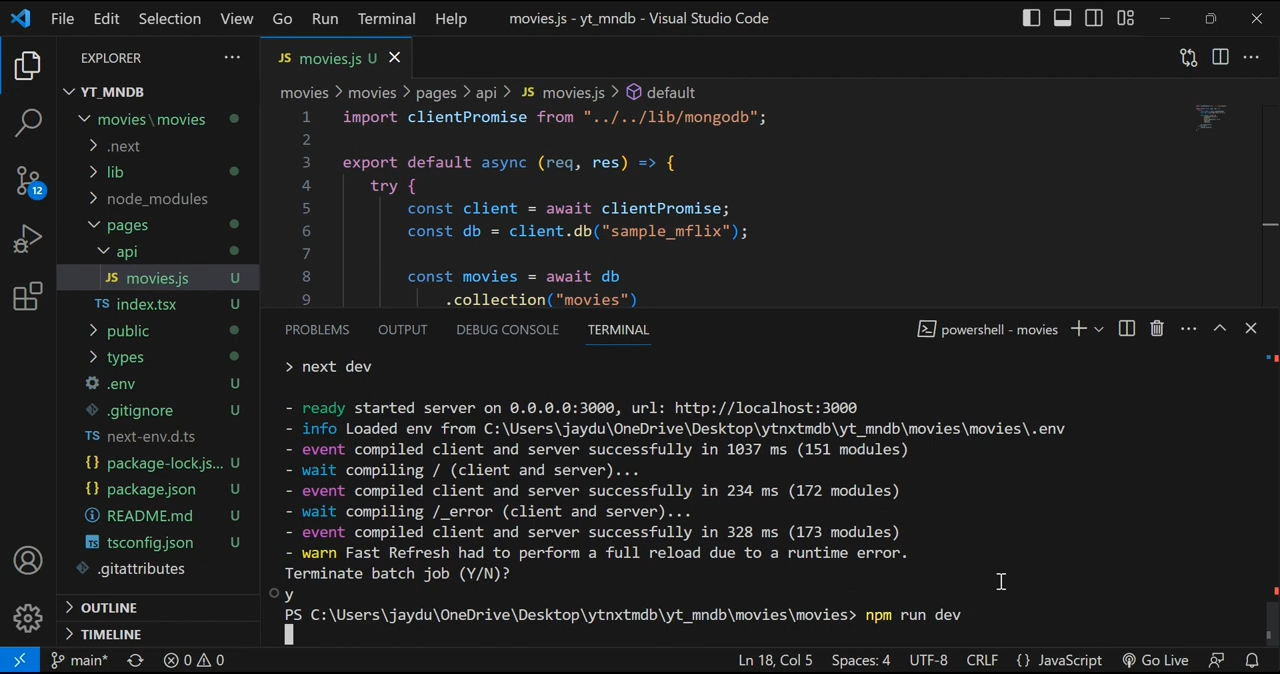 File Edit Selection View Go Run Terminal Help movies.js - yt_mndb - Visual Studio Code
EXPLORER
JS movies.js U
YT_MNDB
movies > movies > pages > api > JS movies.js > default
movies\movies
.next
lib
12
node_modules
pages
api
JS movies.js U
TS index.tsx U
public
types
.env U
.gitignore U
TS next-env.d.ts
{} package-lock.js... U
{} package.json U
README.md U
TS tsconfig.json U
.gitattributes
OUTLINE
TIMELINE
1 import clientPromise from "../../lib/mongodb";
2
3 export default async (req, res) => {
4 try {
5 const client = await clientPromise;
6 const db = client.db("sample_mflix");
7
8 const movies = await db
9 .collection("movies")
PROBLEMS OUTPUT DEBUG CONSOLE TERMINAL powershell - movies
> next dev
- ready started server on 0.0.0.0:3000, url: http://localhost:3000
- info Loaded env from C:\Users\jaydu\OneDrive\Desktop\ytnxtmdb\yt_mndb\movies\movies\.env
- event compiled client and server successfully in 1037 ms (151 modules)
- wait compiling / (client and server)...
- event compiled client and server successfully in 234 ms (172 modules)
- wait compiling /_error (client and server)...
- event compiled client and server successfully in 328 ms (173 modules)
- warn Fast Refresh had to perform a full reload due to a runtime error.
Terminate batch job (Y/N)?
y
PS C:\Users\jaydu\OneDrive\Desktop\ytnxtmdb\yt_mndb\movies\movies> npm run dev
main* 0 0 Ln 18, Col 5 Spaces: 4 UTF-8 CRLF {} JavaScript Go Live